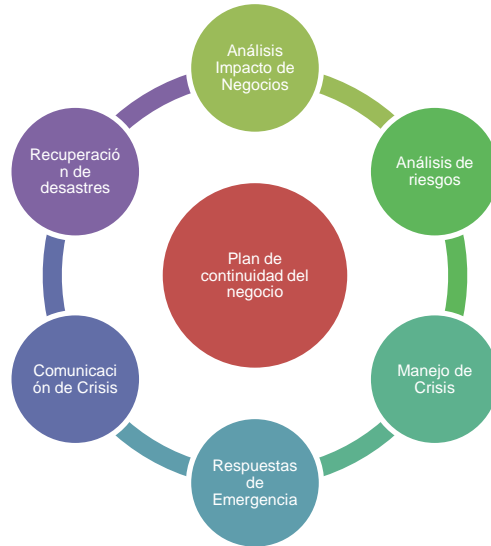 Análisis
Impacto de
Negocios
Análisis de
riesgos
Manejo de
Crisis
Respuestas
de
Emergencia
Comunicaci
ón de Crisis
Recuperació
n de
desastres
Plan de
continuidad del
negocio